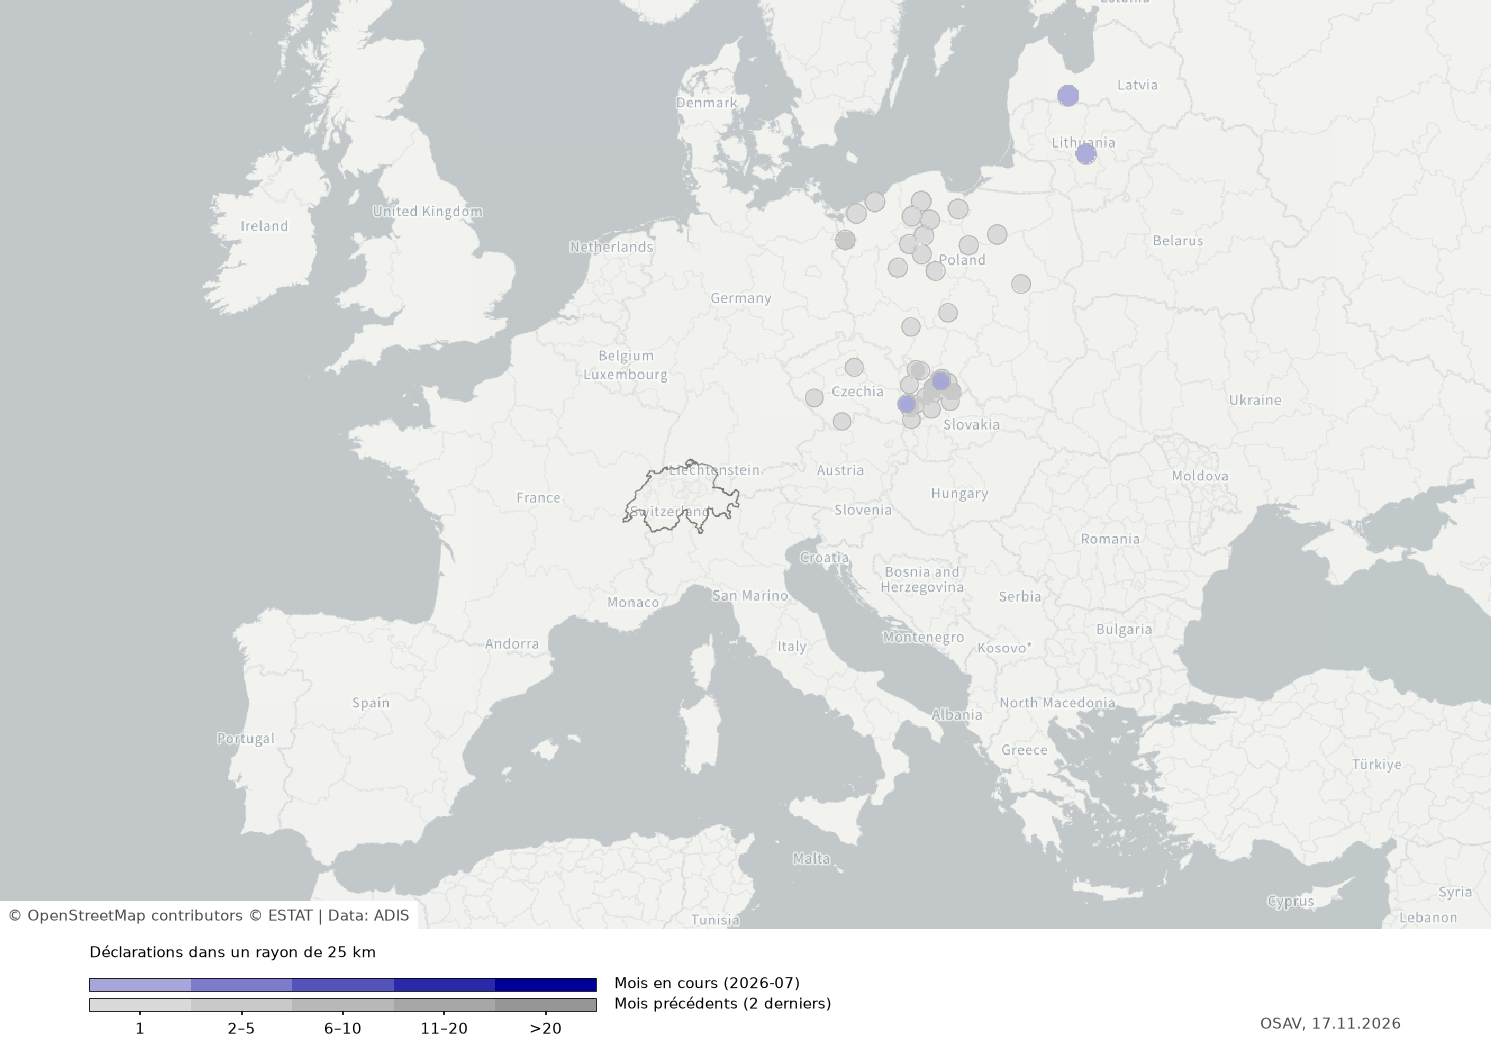 Estonia
Latvia
Denmark
Lithuania
United Kingdom
Ireland
Netherlands
Belarus
Poland
Germany
Belgium
Luxembourg
Czechia
Ukraine
Slovakia
Liechtenstein
Austria
Moldova
France
Hungary
Switzerland
Slovenia
Romania
Croatia
Bosnia and
Herzegovina
San Marino
Serbia
Monaco
Bulgaria
Montenegro
Andorra
Italy
Kosovo*
Spain
North Macedonia
Albania
Portugal
Greece
Türkiye
Malta
Syria
Cyprus
Lebanon
Tunisia
© OpenStreetMap contributors © ESTAT | Data: ADIS
Déclarations dans un rayon de 25 km
Mois en cours (2026-07)
Mois précédents (2 derniers)
1 2–5 6–10 11–20 >20
OSAV, 17.11.2026